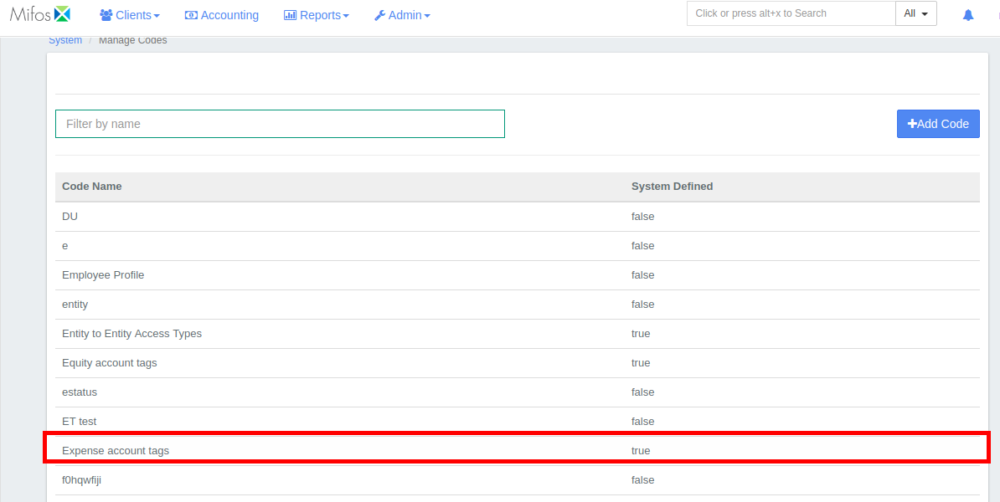 Mifos Clients Accounting Reports Admin Click or press alt+x to Search All
System / Manage Codes
Filter by name Add Code
Code Name System Defined
DU false
e false
Employee Profile false
entity false
Entity to Entity Access Types true
Equity account tags true
estatus false
ET test false
Expense account tags true
f0hqwfiji false